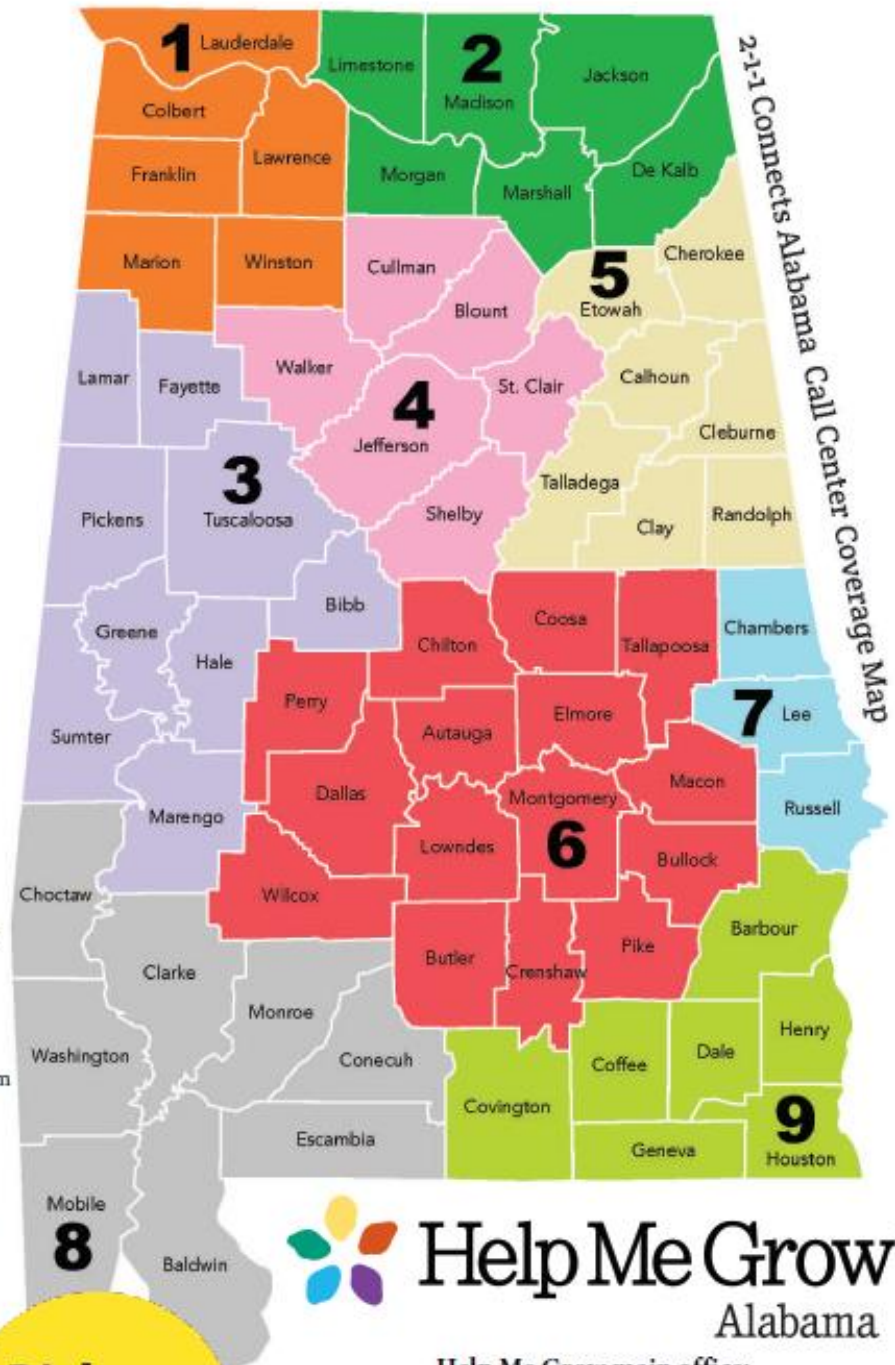 1 Lauderdale
Limestone
2
Madison
Jackson
Colbert
Lawrence
Franklin
Morgan
Marshall
De Kalb
Marion
Winston
Cullman
Cherokee
5
Etowah
Blount
Lamar
Fayette
Walker
4
Jefferson
St. Clair
Calhoun
Cleburne
3
Tuscaloosa
Pickens
Shelby
Talladega
Clay
Randolph
Greene
Hale
Bibb
Chilton
Coosa
Tallapoosa
Chambers
Sumter
Perry
Autauga
Elmore
7 Lee
Marengo
Dallas
Lowndes
Montgomery
6
Macon
Russell
Bullock
Choctaw
Wilcox
Clarke
Butler
Crenshaw
Pike
Barbour
Monroe
Washington
Conecuh
Covington
Coffee
Dale
Henry
Escambia
Geneva
9
Houston
Mobile
8
Baldwin
2-1-1 Connects Alabama Call Center Coverage Map
Help Me Grow
Alabama